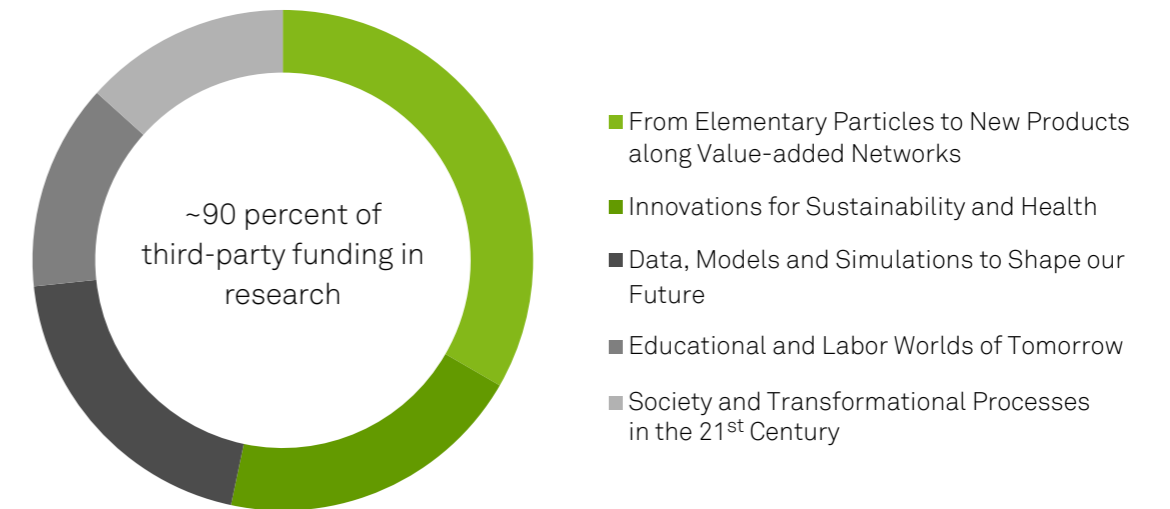 ~90 percent of
third-party funding in
research
From Elementary Particles to New Products
along Value-added Networks
Innovations for Sustainability and Health
Data, Models and Simulations to Shape our
Future
Educational and Labor Worlds of Tomorrow
Society and Transformational Processes
in the 21st Century